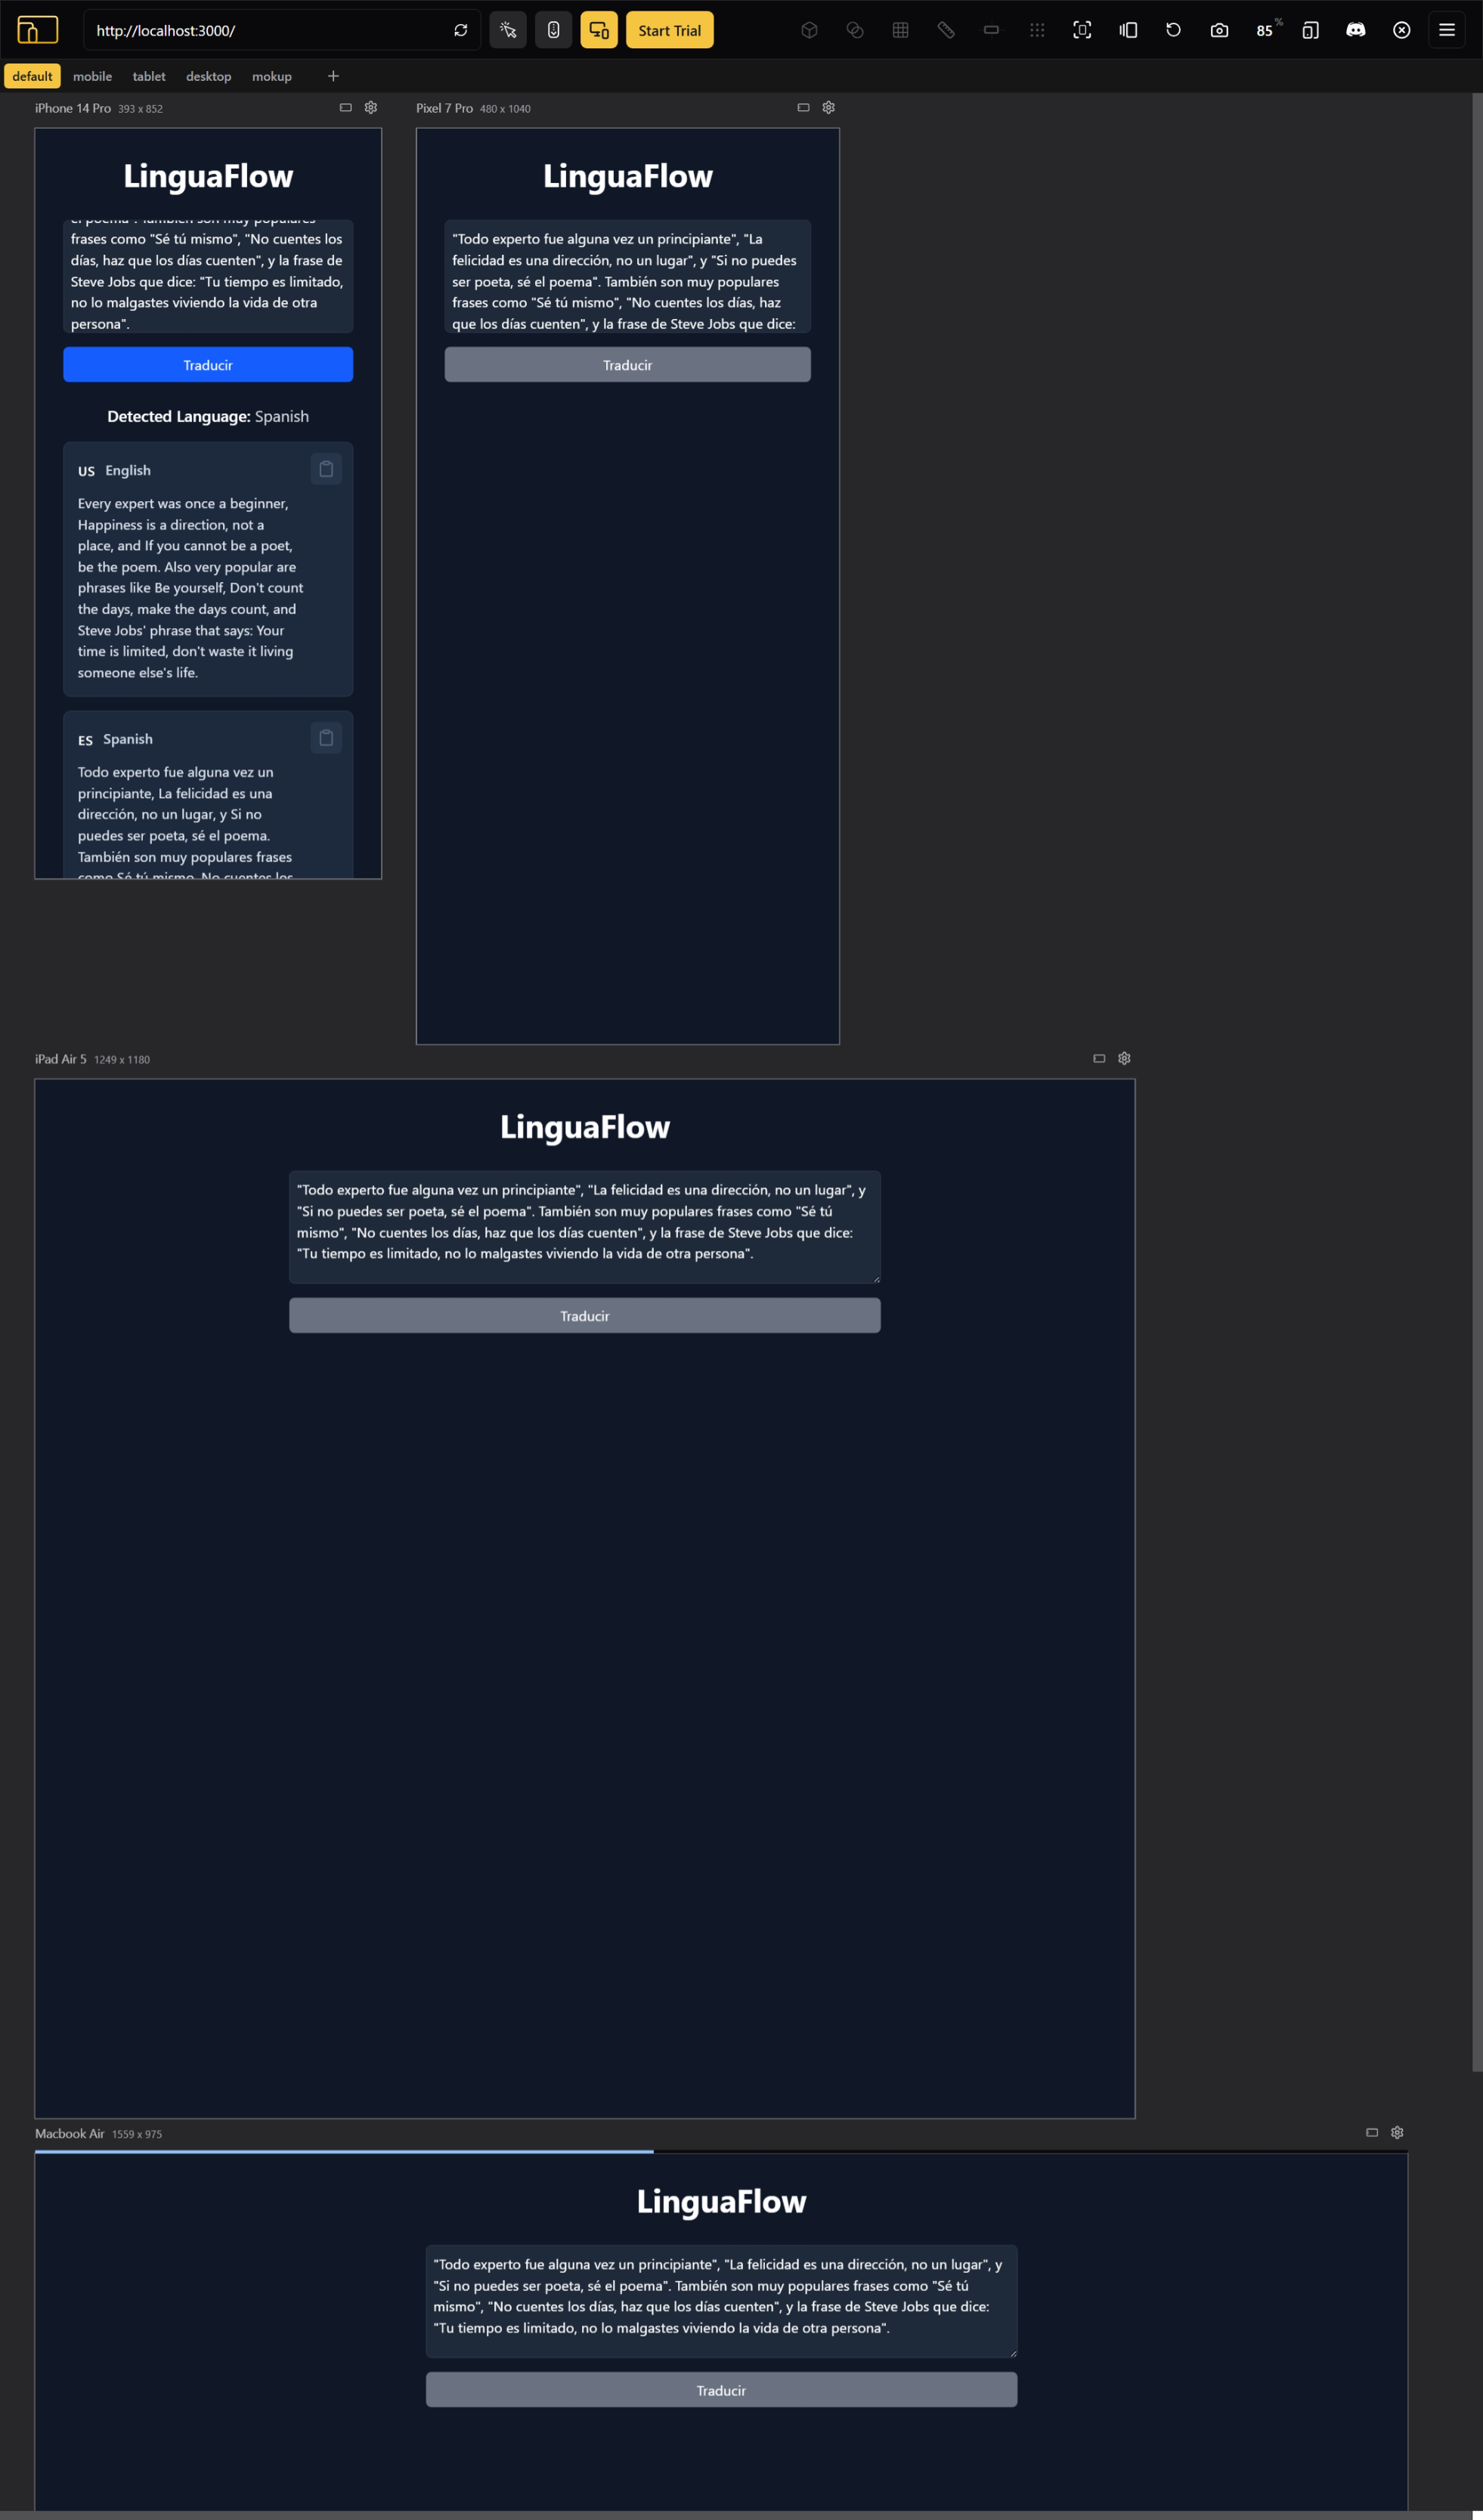 http://localhost:3000/
Start Trial
85 %
default
mobile
tablet
desktop
mokup
iPhone 14 Pro 393 x 852
LinguaFlow
el poema". También son muy populares
frases como "Sé tú mismo", "No cuentes los
días, haz que los días cuenten", y la frase de
Steve Jobs que dice: "Tu tiempo es limitado,
no lo malgastes viviendo la vida de otra
persona".
Traducir
Detected Language: Spanish
US English
Every expert was once a beginner,
Happiness is a direction, not a
place, and If you cannot be a poet,
be the poem. Also very popular are
phrases like Be yourself, Don't count
the days, make the days count, and
Steve Jobs' phrase that says: Your
time is limited, don't waste it living
someone else's life.
ES Spanish
Todo experto fue alguna vez un
principiante, La felicidad es una
dirección, no un lugar, y Si no
puedes ser poeta, sé el poema.
También son muy populares frases
como Sé tú mismo, No cuentes los
Pixel 7 Pro 480 x 1040
LinguaFlow
"Todo experto fue alguna vez un principiante", "La
felicidad es una dirección, no un lugar", y "Si no puedes
ser poeta, sé el poema". También son muy populares
frases como "Sé tú mismo", "No cuentes los días, haz
que los días cuenten", y la frase de Steve Jobs que dice:
Traducir
iPad Air 5 1249 x 1180
LinguaFlow
"Todo experto fue alguna vez un principiante", "La felicidad es una dirección, no un lugar", y
"Si no puedes ser poeta, sé el poema". También son muy populares frases como "Sé tú
mismo", "No cuentes los días, haz que los días cuenten", y la frase de Steve Jobs que dice:
"Tu tiempo es limitado, no lo malgastes viviendo la vida de otra persona".
Traducir
Macbook Air 1559 x 975
LinguaFlow
"Todo experto fue alguna vez un principiante", "La felicidad es una dirección, no un lugar", y
"Si no puedes ser poeta, sé el poema". También son muy populares frases como "Sé tú
mismo", "No cuentes los días, haz que los días cuenten", y la frase de Steve Jobs que dice:
"Tu tiempo es limitado, no lo malgastes viviendo la vida de otra persona".
Traducir